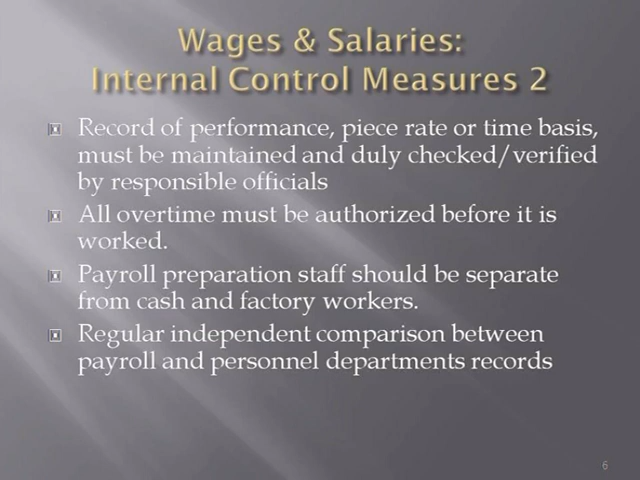 Wages & Salaries:
Internal Control Measures 2
Record of performance, piece rate or time basis,
must be maintained and duly checked/verified
by responsible officials
All overtime must be authorized before it is
worked.
Payroll preparation staff should be separate
from cash and factory workers.
Regular independent comparison between
payroll and personnel departments records
6